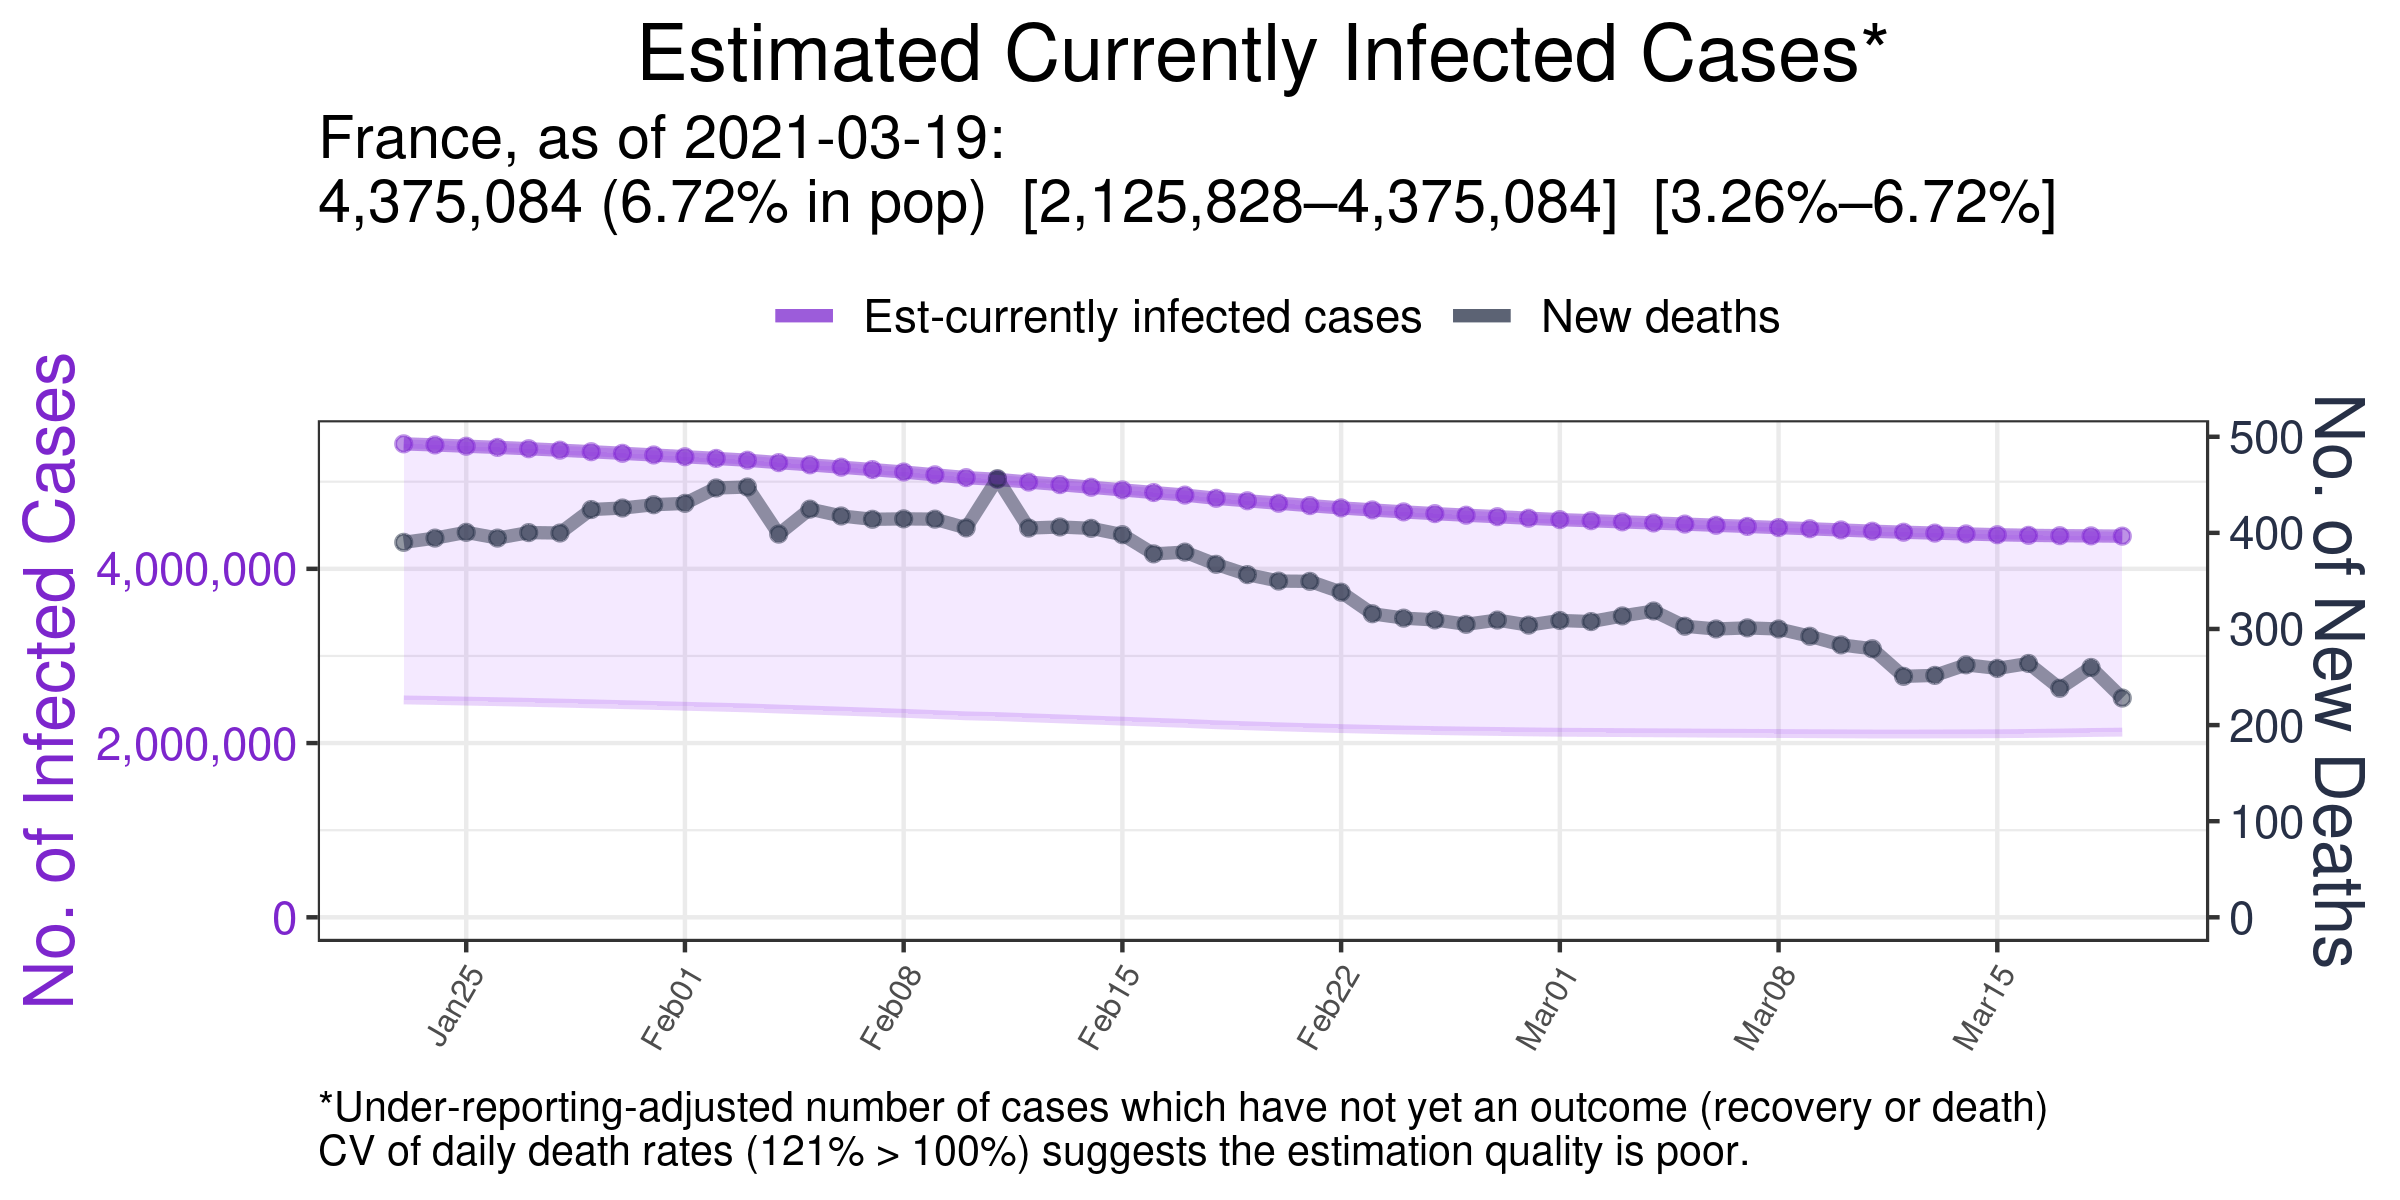 Estimated Currently Infected Cases*
France, as of 2021-03-19:
4,375,084 (6.72% in pop) [2,125,828–4,375,084] [3.26%–6.72%]
Est-currently infected cases
New deaths
No. of Infected Cases
4,000,000
2,000,000
0
500
400
300
200
100
0
No. of New Deaths
Jan25
Feb01
Feb08
Feb15
Feb22
Mar01
Mar08
Mar15
*Under-reporting-adjusted number of cases which have not yet an outcome (recovery or death)
CV of daily death rates (121% > 100%) suggests the estimation quality is poor.